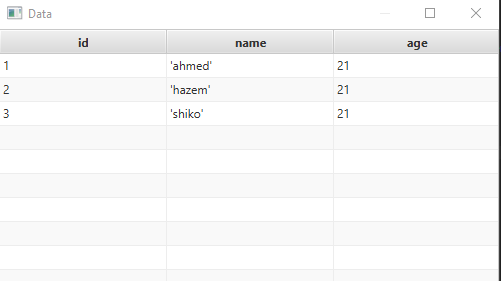 Data
id name age
1 'ahmed' 21
2 'hazem' 21
3 'shiko' 21